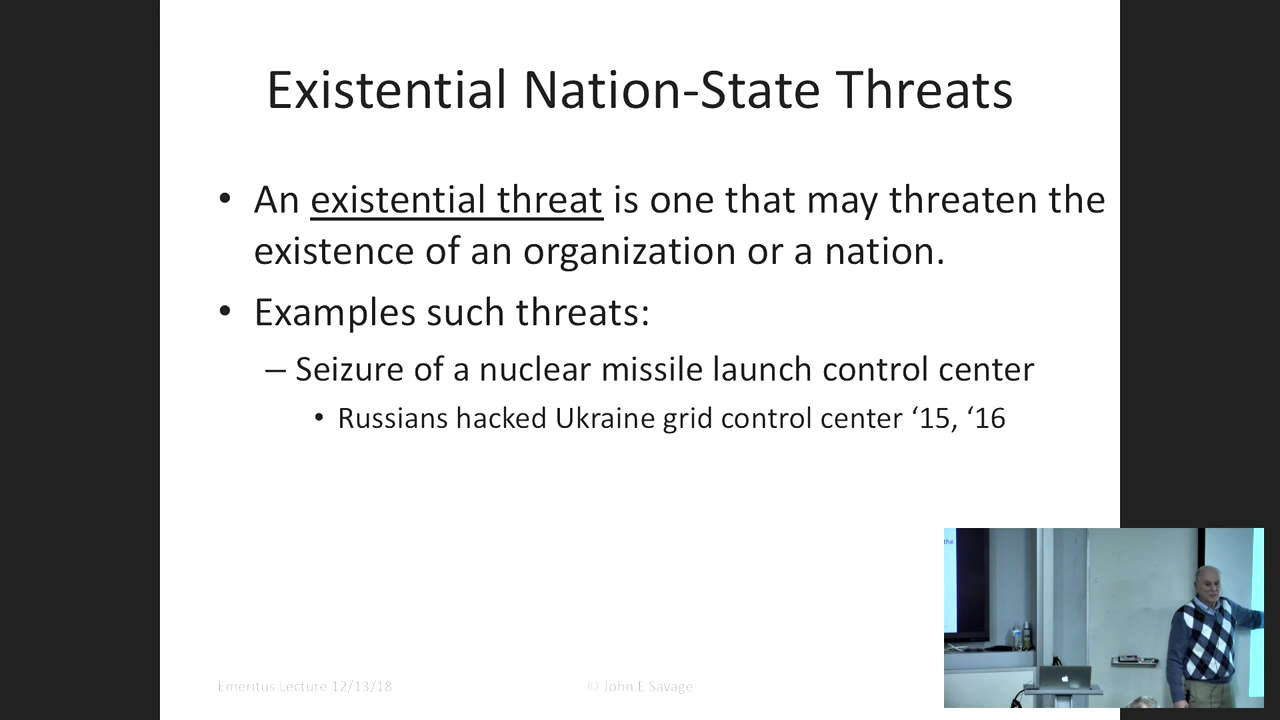 Existential Nation-State Threats
• An existential threat is one that may threaten the
existence of an organization or a nation.
• Examples such threats:
– Seizure of a nuclear missile launch control center
• Russians hacked Ukraine grid control center ‘15, ‘16
the
Emeritus Lecture 12/13/18
© John E Savage